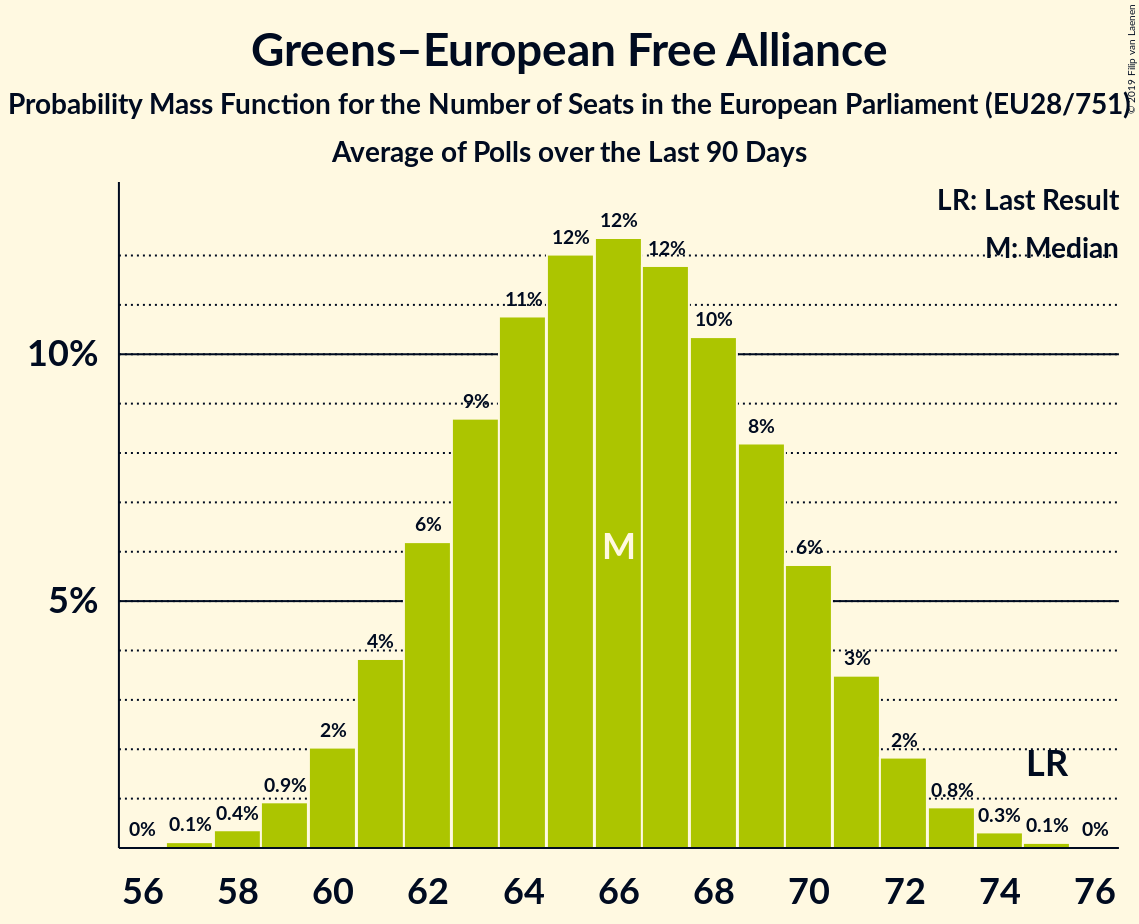 Greens–European Free Alliance
Probability Mass Function for the Number of Seats in the European Parliament (EU28/751)
Average of Polls over the Last 90 Days
© 2019 Filip van Laenen
LR: Last Result
M: Median
10%
5%
0%
0.1%
0.4%
0.9%
2%
4%
6%
9%
11%
12%
12%
12%
10%
8%
6%
3%
2%
0.8%
0.3%
0.1%
0%
M
LR
56 58 60 62 64 66 68 70 72 74 76